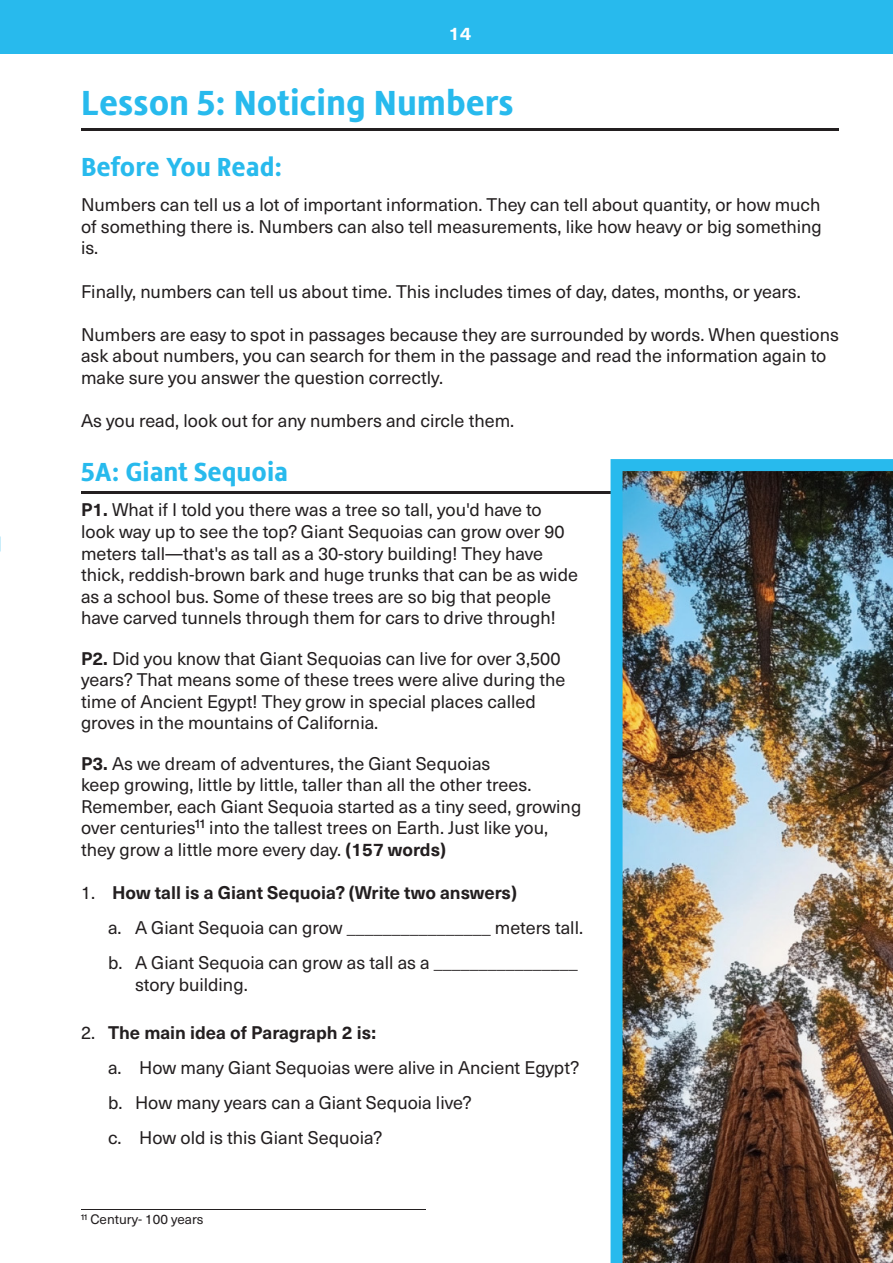 14
Lesson 5: Noticing Numbers
Before You Read:
Numbers can tell us a lot of important information. They can tell about quantity, or how much
of something there is. Numbers can also tell measurements, like how heavy or big something
is.
Finally, numbers can tell us about time. This includes times of day, dates, months, or years.
Numbers are easy to spot in passages because they are surrounded by words. When questions
ask about numbers, you can search for them in the passage and read the information again to
make sure you answer the question correctly.
As you read, look out for any numbers and circle them.
5A: Giant Sequoia
P1. What if I told you there was a tree so tall, you'd have to
look way up to see the top? Giant Sequoias can grow over 90
meters tall—that's as tall as a 30-story building! They have
thick, reddish-brown bark and huge trunks that can be as wide
as a school bus. Some of these trees are so big that people
have carved tunnels through them for cars to drive through!
P2. Did you know that Giant Sequoias can live for over 3,500
years? That means some of these trees were alive during the
time of Ancient Egypt! They grow in special places called
groves in the mountains of California.
P3. As we dream of adventures, the Giant Sequoias
keep growing, little by little, taller than all the other trees.
Remember, each Giant Sequoia started as a tiny seed, growing
over centuries¹¹ into the tallest trees on Earth. Just like you,
they grow a little more every day. (157 words)
1. How tall is a Giant Sequoia? (Write two answers)
a. A Giant Sequoia can grow ________________ meters tall.
b. A Giant Sequoia can grow as tall as a ________________
story building.
2. The main idea of Paragraph 2 is:
a. How many Giant Sequoias were alive in Ancient Egypt?
b. How many years can a Giant Sequoia live?
c. How old is this Giant Sequoia?
¹¹ Century- 100 years